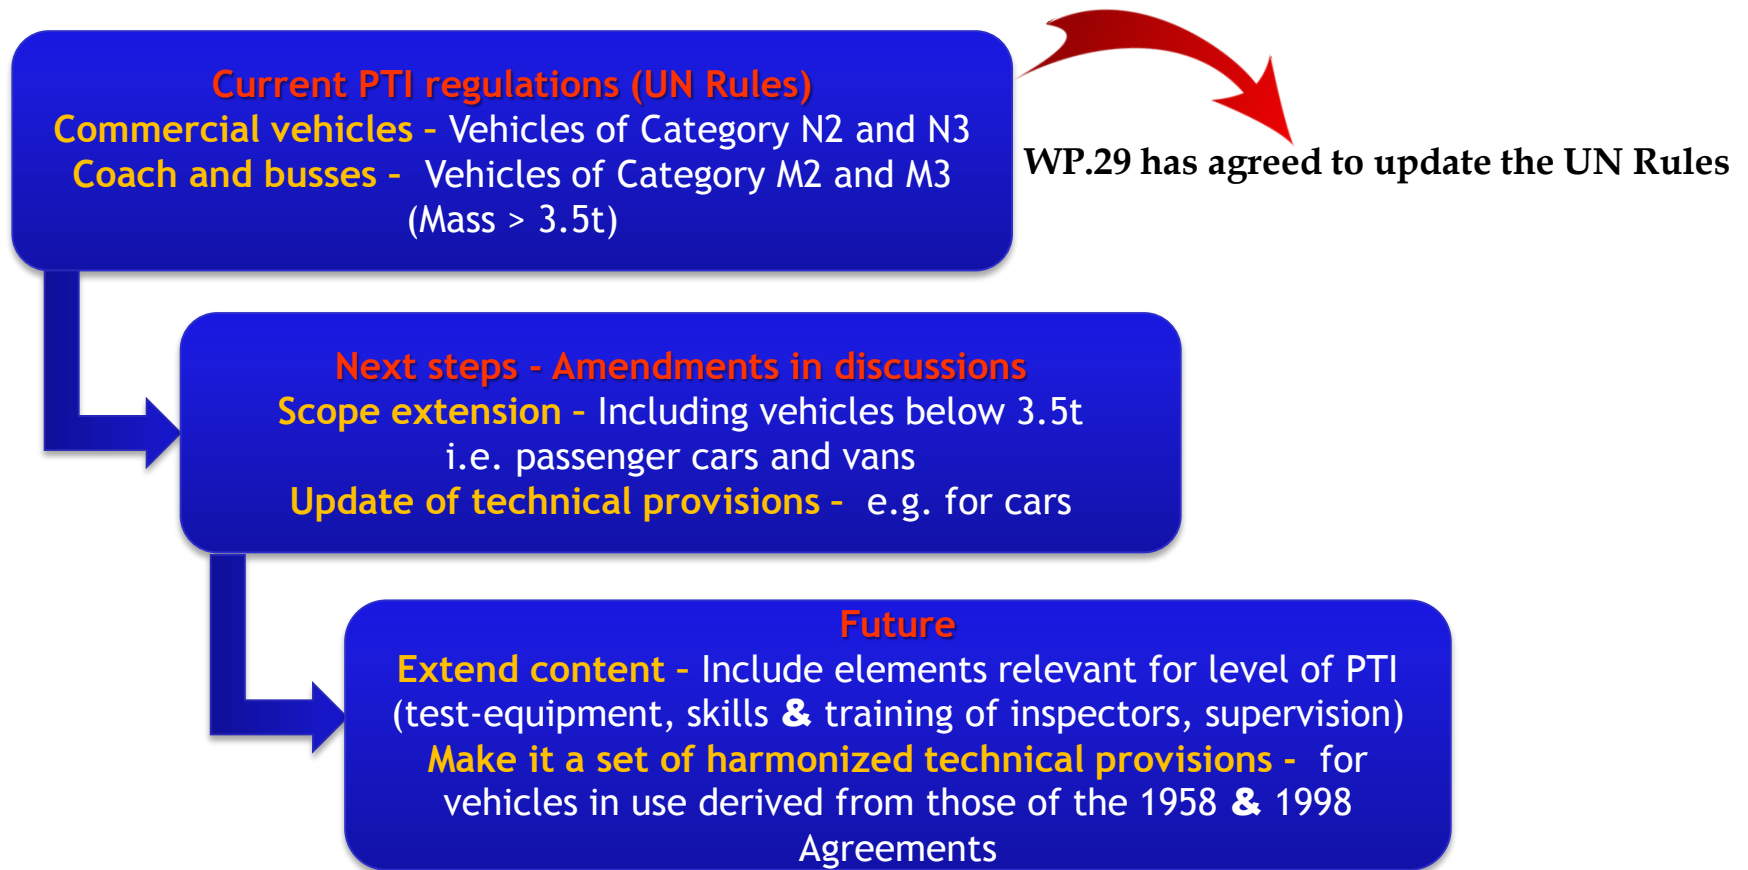 Current PTI regulations (UN Rules)
Commercial vehicles – Vehicles of Category N2 and N3
Coach and busses – Vehicles of Category M2 and M3
(Mass > 3.5t)
WP.29 has agreed to update the UN Rules
Next steps - Amendments in discussions
Scope extension – Including vehicles below 3.5t
i.e. passenger cars and vans
Update of technical provisions – e.g. for cars
Future
Extend content – Include elements relevant for level of PTI
(test-equipment, skills & training of inspectors, supervision)
Make it a set of harmonized technical provisions - for
vehicles in use derived from those of the 1958 & 1998
Agreements